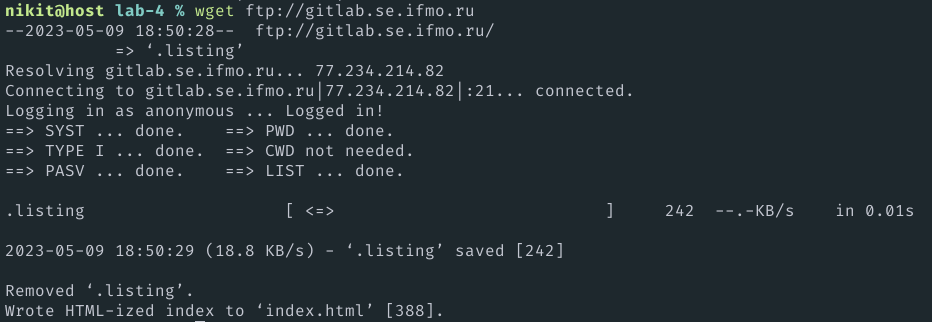 nikit@host lab-4 % wget ftp://gitlab.se.ifmo.ru
--2023-05-09 18:50:28--  ftp://gitlab.se.ifmo.ru/
           => ‘.listing’
Resolving gitlab.se.ifmo.ru... 77.234.214.82
Connecting to gitlab.se.ifmo.ru|77.234.214.82|:21... connected.
Logging in as anonymous ... Logged in!
==> SYST ... done.    ==> PWD ... done.
==> TYPE I ... done.  ==> CWD not needed.
==> PASV ... done.    ==> LIST ... done.
.listing                    [ <=>                           ]     242  --.-KB/s    in 0.01s
2023-05-09 18:50:29 (18.8 KB/s) - ‘.listing’ saved [242]
Removed ‘.listing’.
Wrote HTML-ized index to ‘index.html’ [388].